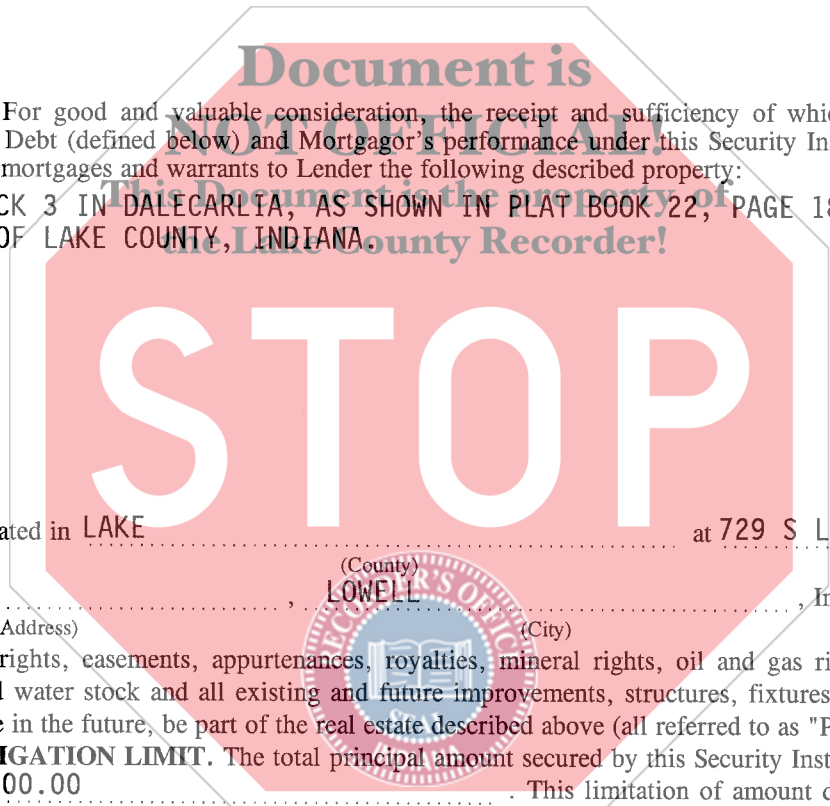 Document is
For good and valuable consideration, the receipt and sufficiency of whic
NOT OFFICIAL!
Debt (defined below) and Mortgagor's performance under this Security In
mortgages and warrants to Lender the following described property:
This Document is the property of
CK 3 IN DALECARLIA, AS SHOWN IN PLAT BOOK 22, PAGE 18
OF LAKE COUNTY, INDIANA.
the Lake County Recorder!
STOP
ated in LAKE at 729 S L
(County)
LOWELL , In
Address) (City)
RECORDER'S OFFICE
rights, easements, appurtenances, royalties, mineral rights, oil and gas ri
water stock and all existing and future improvements, structures, fixtures
e in the future, be part of the real estate described above (all referred to as "P
IGATION LIMIT. The total principal amount secured by this Security Inst
00.00 . This limitation of amount d